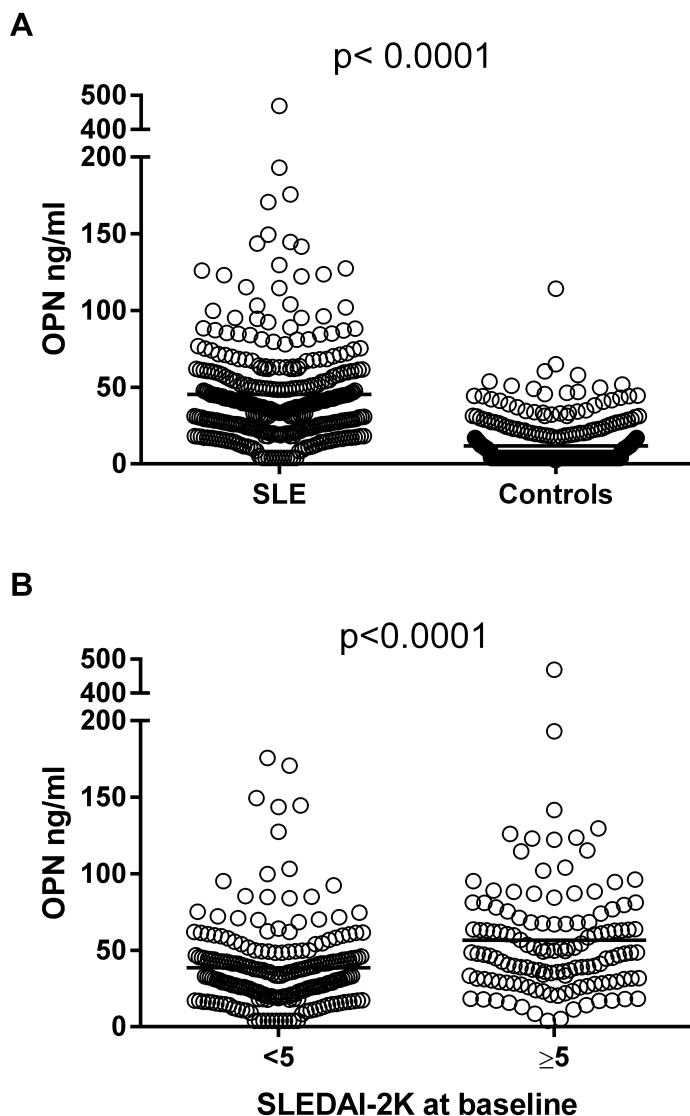 A
p< 0.0001
500
400
200
150
100
50
0
OPN ng/ml
SLE Controls
B
p<0.0001
500
400
200
150
100
50
0
OPN ng/ml
<5 ≥5
SLEDAI-2K at baseline